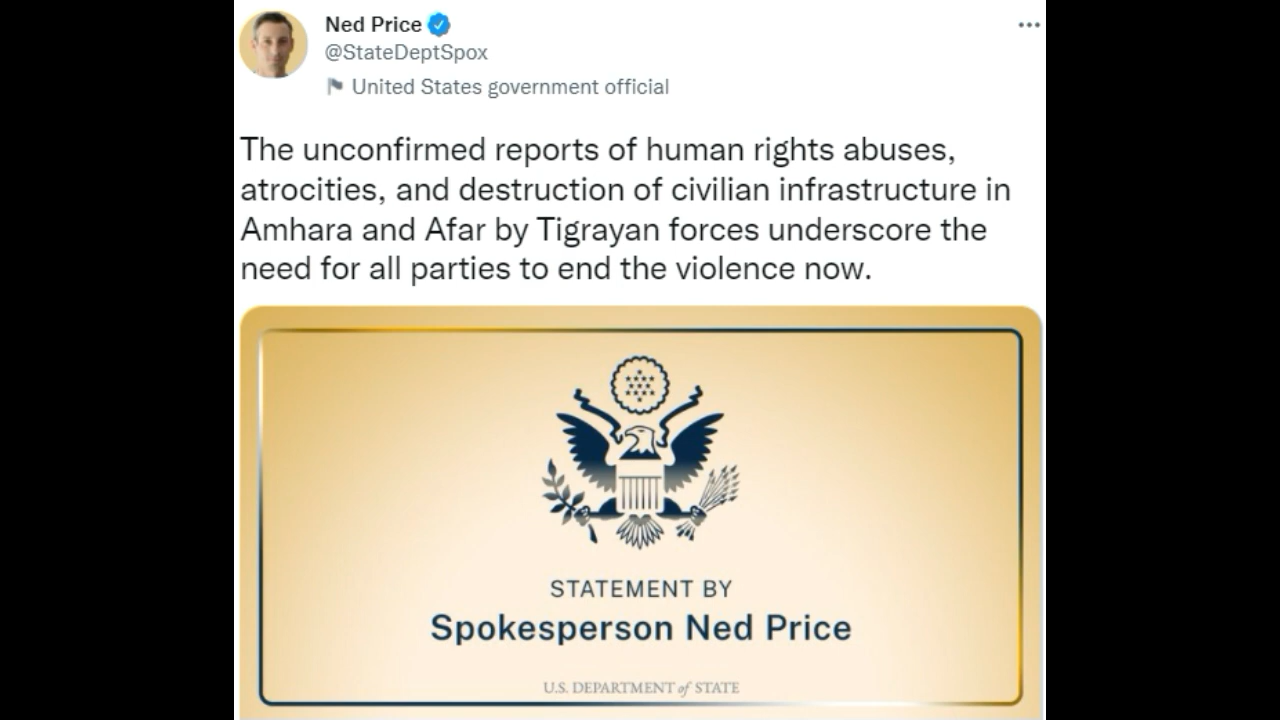 Ned Price
@StateDeptSpox
United States government official
The unconfirmed reports of human rights abuses,
atrocities, and destruction of civilian infrastructure in
Amhara and Afar by Tigrayan forces underscore the
need for all parties to end the violence now.
STATEMENT BY
Spokesperson Ned Price
U.S. DEPARTMENT of STATE